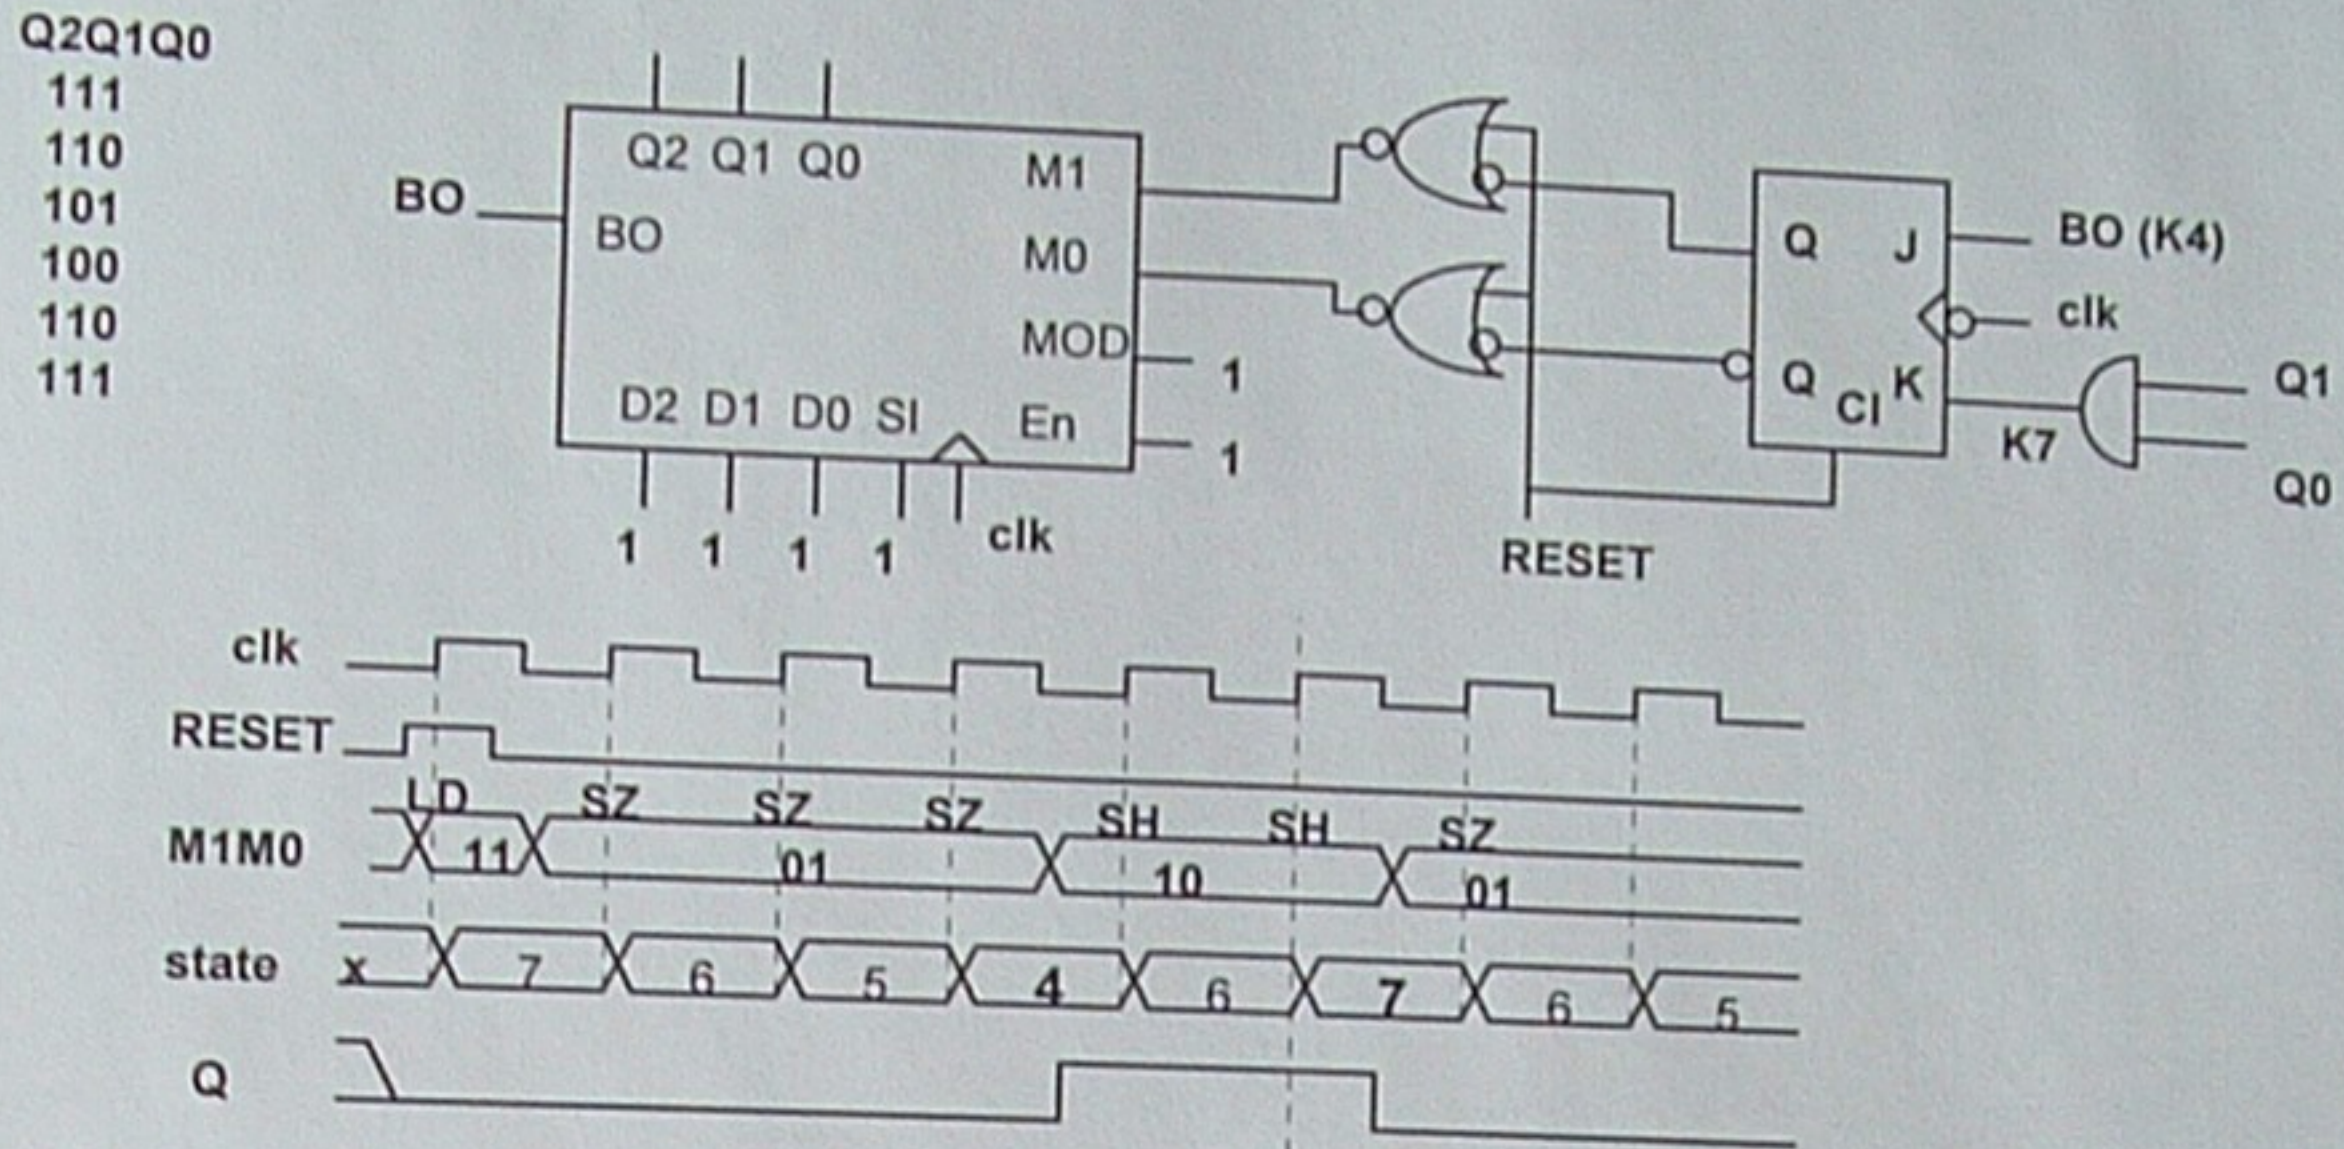 Q2Q1Q0
111
110
101
100
110
111
Q2 Q1 Q0
BO
BO
M1
M0
MOD
1
En
1
D2 D1 D0 SI
1 1 1 1 clk
Q J
BO (K4)
clk
Q CI K
K7
Q1
Q0
RESET
clk
RESET
LD SZ SZ SZ SH SH SZ
M1M0 11 01 10 01
state x 7 6 5 4 6 7 6 5
Q